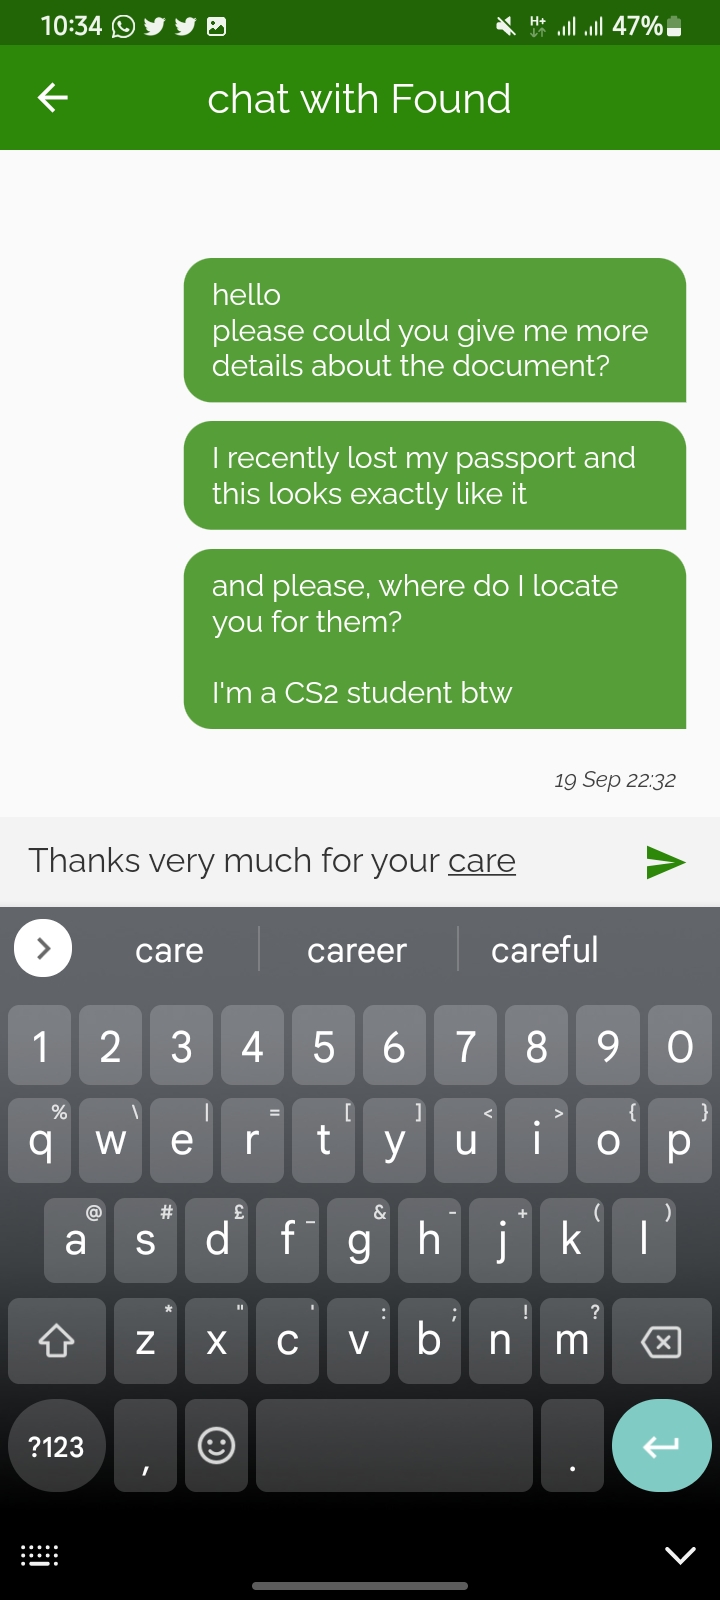 10:34 H+ 47%
chat with Found
hello
please could you give me more
details about the document?
I recently lost my passport and
this looks exactly like it
and please, where do I locate
you for them?
I'm a CS2 student btw
19 Sep 22:32
Thanks very much for your care
care career careful
1 2 3 4 5 6 7 8 9 0
% \ | = [ ] < > { }
q w e r t y u i o p
@ # £ _ & - + ( )
a s d f g h j k l
* " ' : ; ! ?
z x c v b n m
?123 , .